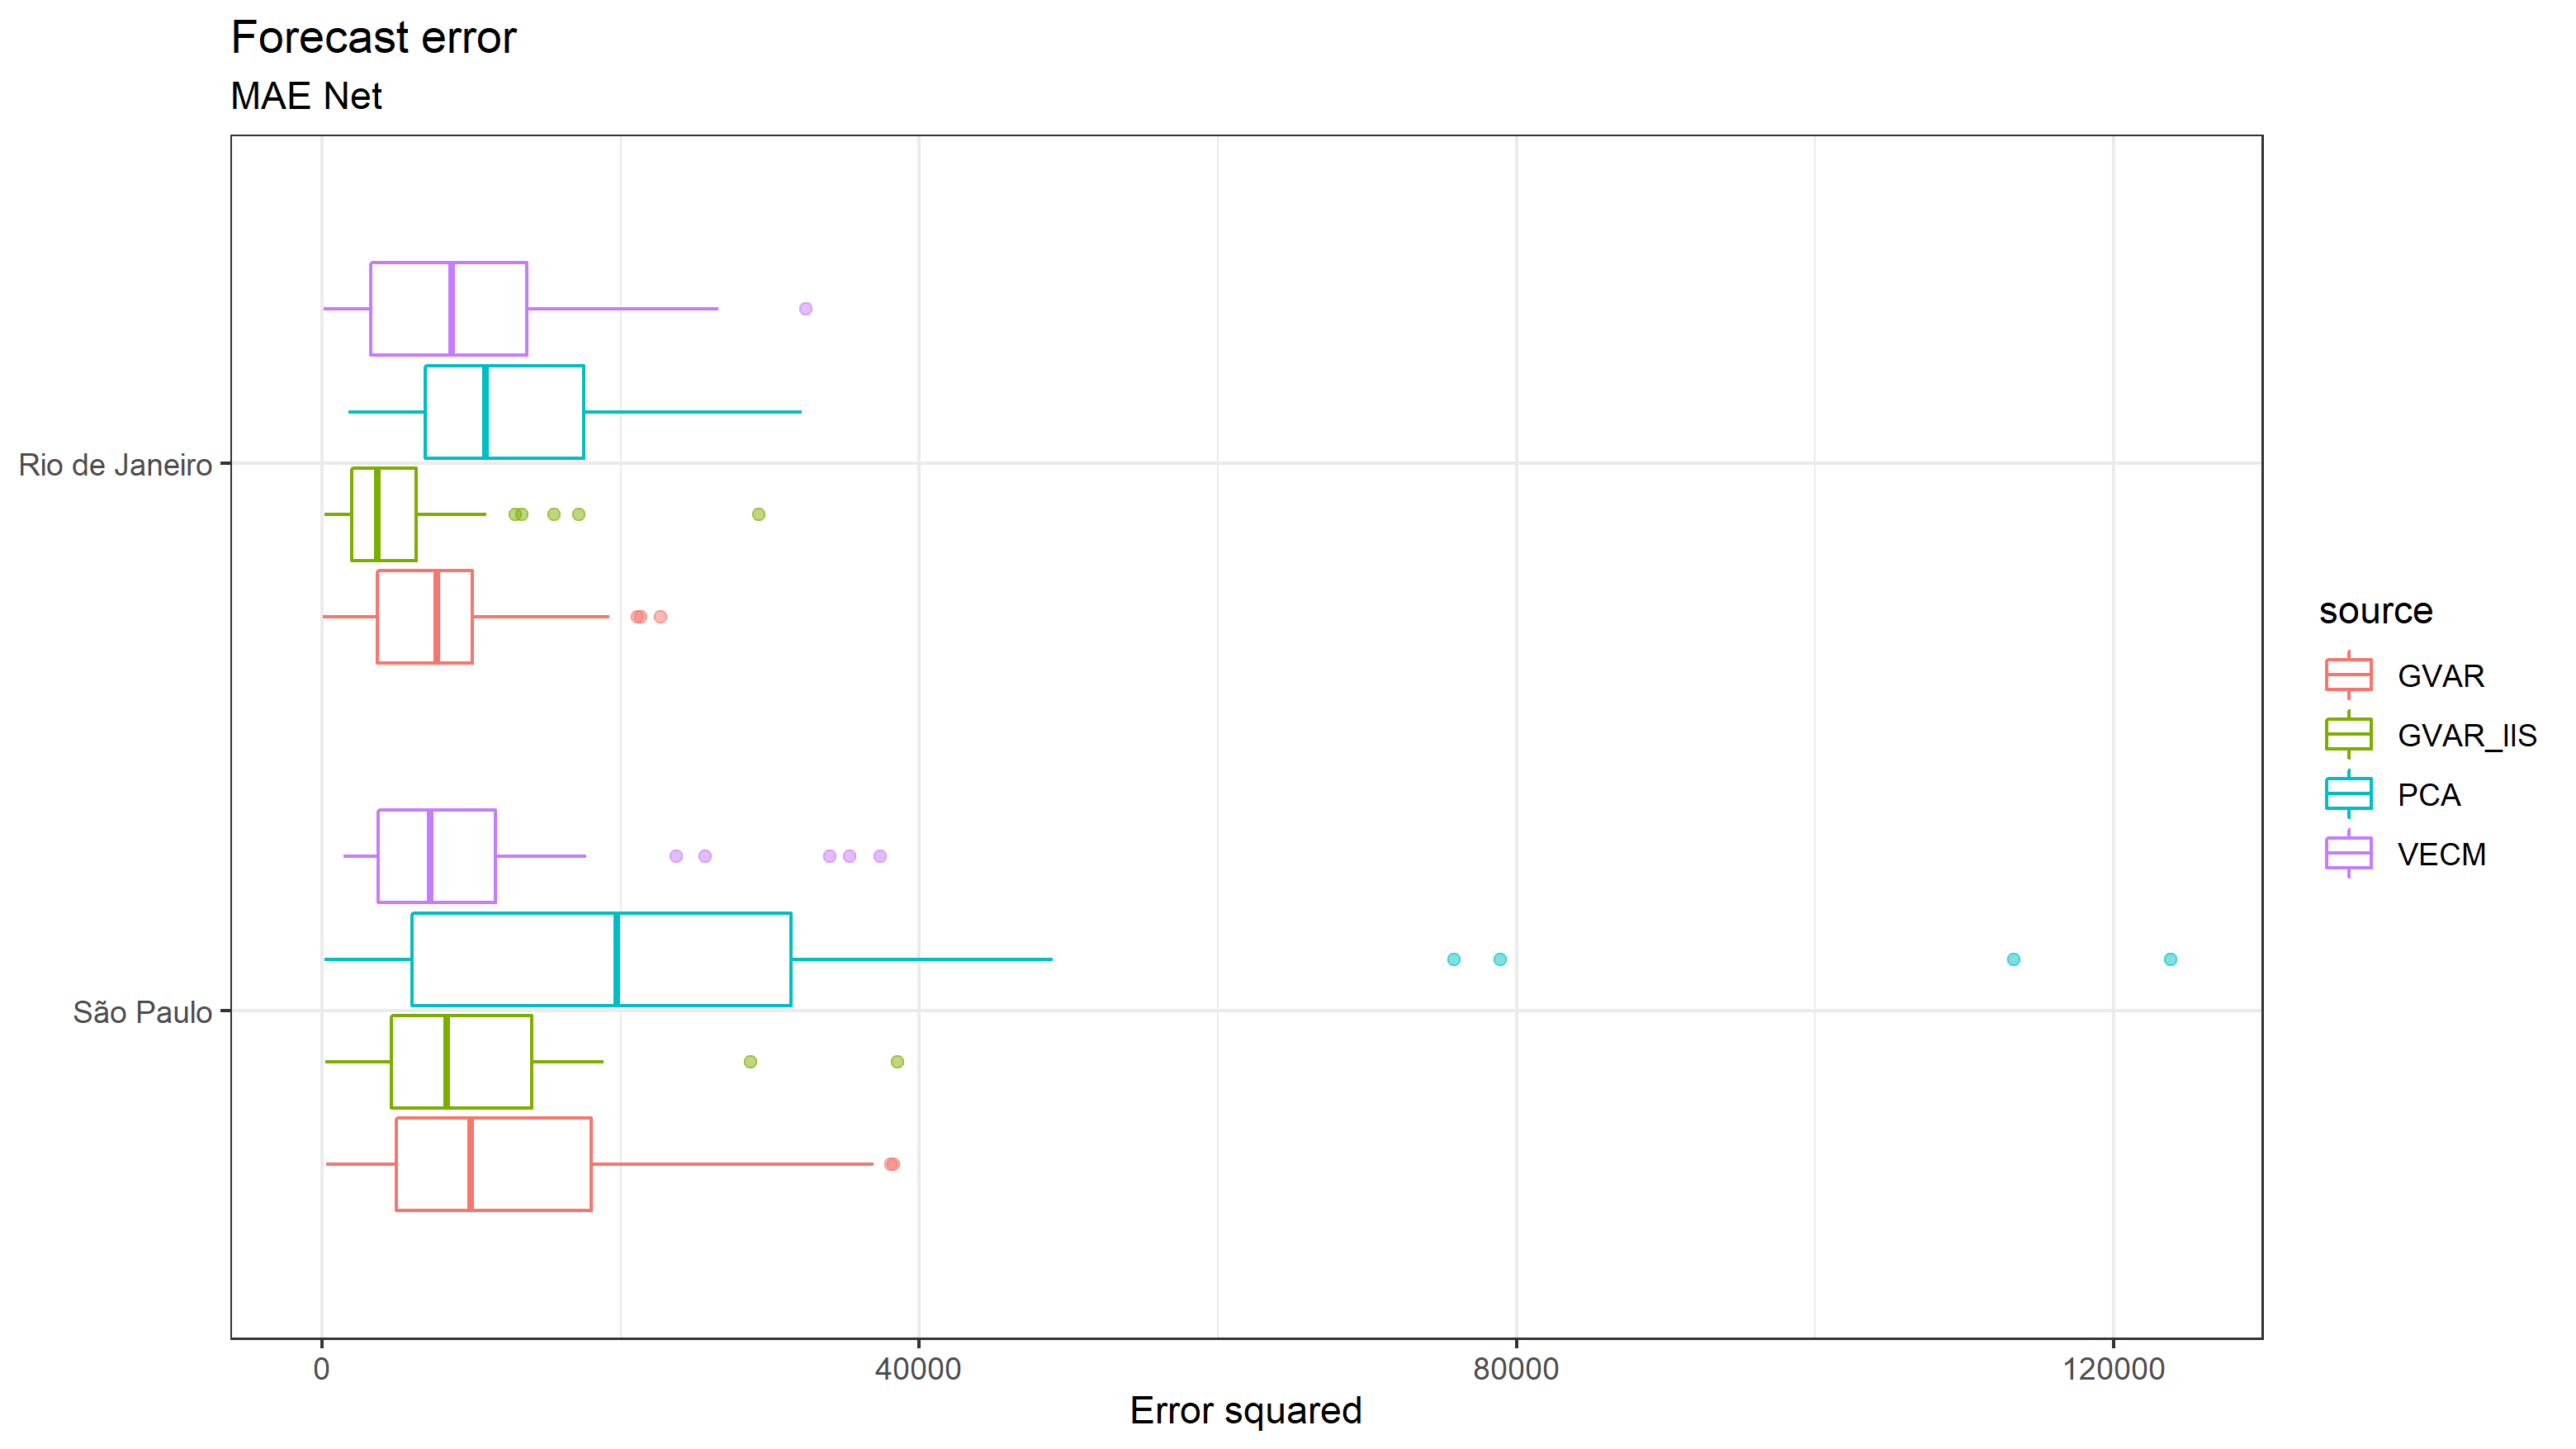 Forecast error
MAE Net
Rio de Janeiro
São Paulo
0
40000
80000
120000
Error squared
source
GVAR
GVAR_IIS
PCA
VECM